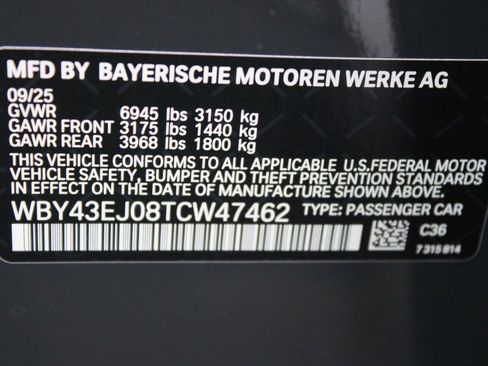 MFD BY BAYERISCHE MOTOREN WERKE AG
09/25
GVWR 6945 lbs 3150 kg
GAWR FRONT 3175 lbs 1440 kg
GAWR REAR 3968 lbs 1800 kg
THIS VEHICLE CONFORMS TO ALL APPLICABLE U.S.FEDERAL MOTOR
VEHICLE SAFETY, BUMPER AND THEFT PREVENTION STANDARDS
IN EFFECT ON THE DATE OF MANUFACTURE SHOWN ABOVE.
WBY43EJ08TCW47462 TYPE: PASSENGER CAR
C36
7 315 814